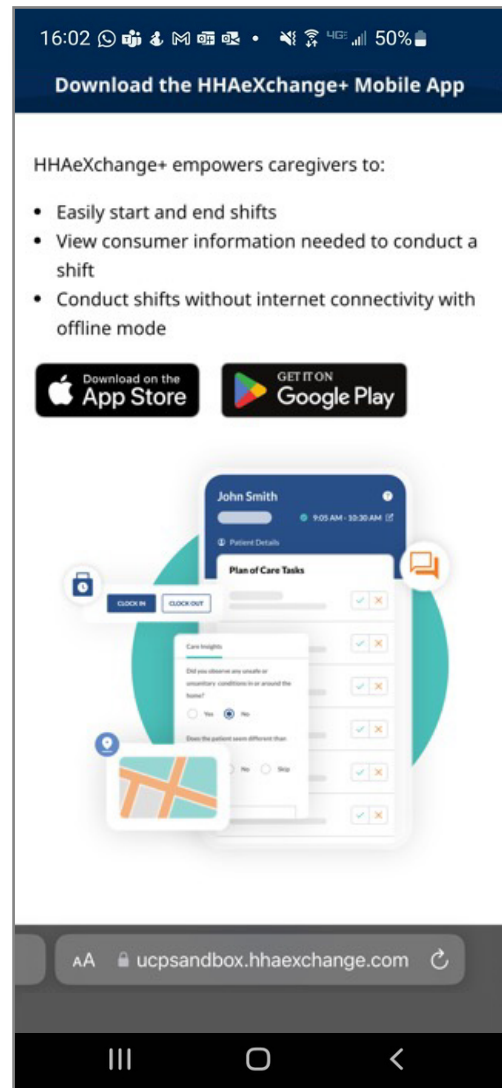 16:02 4GE 50%
Download the HHAeXchange+ Mobile App
HHAeXchange+ empowers caregivers to:
• Easily start and end shifts
• View consumer information needed to conduct a
shift
• Conduct shifts without internet connectivity with
offline mode
Download on the
App Store
GET IT ON
Google Play
John Smith
9:05 AM - 10:30 AM
Patient Details
Plan of Care Tasks
CLOCK IN
CLOCK OUT
Care Insights
Did you observe any unsafe or
unsanitary conditions in or around the
home?
Yes No
Does the patient seem different than
No Skip
AA ucpsandbox.hhaexchange.com